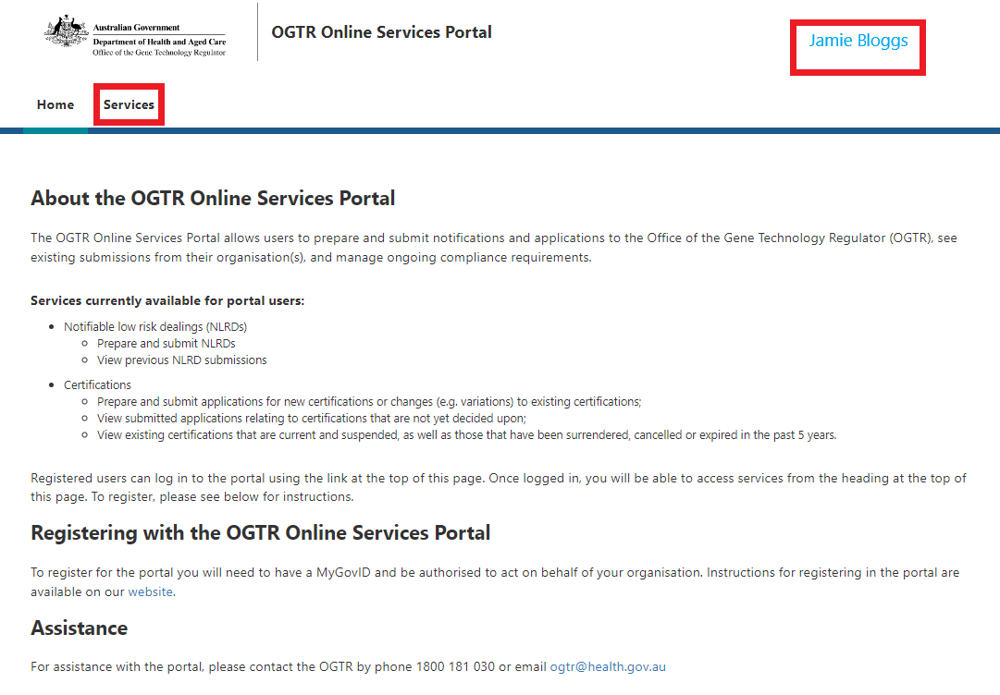 Australian Government
Department of Health and Aged Care
Office of the Gene Technology Regulator
OGTR Online Services Portal
Jamie Bloggs
Home
Services
About the OGTR Online Services Portal
The OGTR Online Services Portal allows users to prepare and submit notifications and applications to the Office of the Gene Technology Regulator (OGTR), see
existing submissions from their organisation(s), and manage ongoing compliance requirements.
Services currently available for portal users:
Notifiable low risk dealings (NLRDs)
Prepare and submit NLRDs
View previous NLRD submissions
Certifications
Prepare and submit applications for new certifications or changes (e.g. variations) to existing certifications;
View submitted applications relating to certifications that are not yet decided upon;
View existing certifications that are current and suspended, as well as those that have been surrendered, cancelled or expired in the past 5 years.
Registered users can log in to the portal using the link at the top of this page. Once logged in, you will be able to access services from the heading at the top of
this page. To register, please see below for instructions.
Registering with the OGTR Online Services Portal
To register for the portal you will need to have a MyGovID and be authorised to act on behalf of your organisation. Instructions for registering in the portal are
available on our website.
Assistance
For assistance with the portal, please contact the OGTR by phone 1800 181 030 or email ogtr@health.gov.au